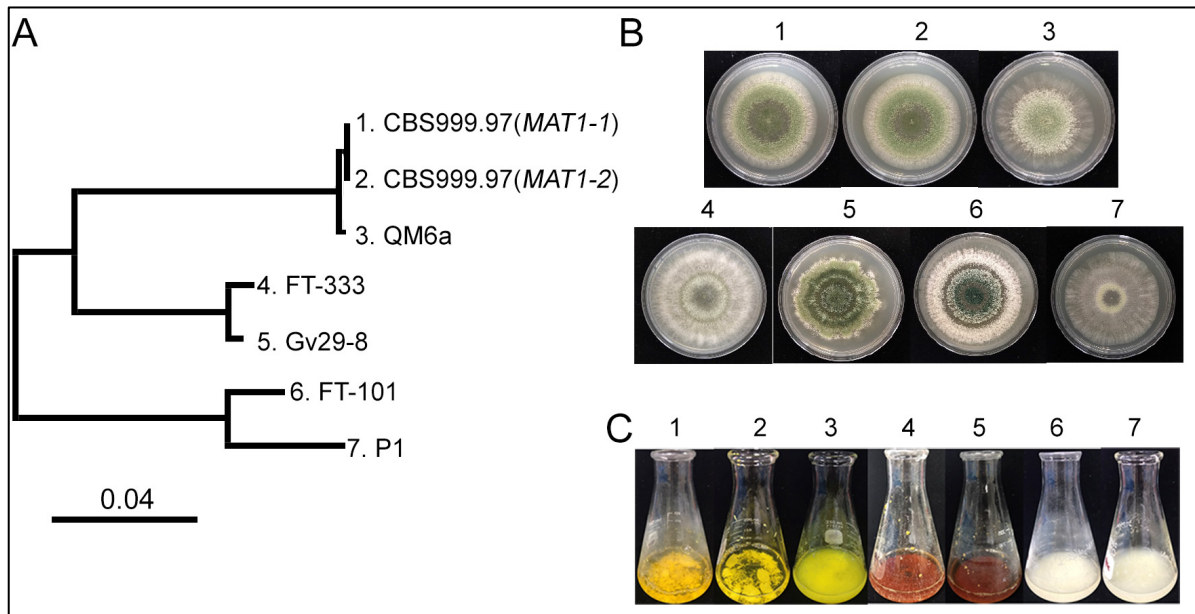 A
1. CBS999.97(MAT1-1)
2. CBS999.97(MAT1-2)
3. QM6a
4. FT-333
5. Gv29-8
6. FT-101
7. P1
0.04
B
1 2 3
4 5 6 7
C
1 2 3 4 5 6 7